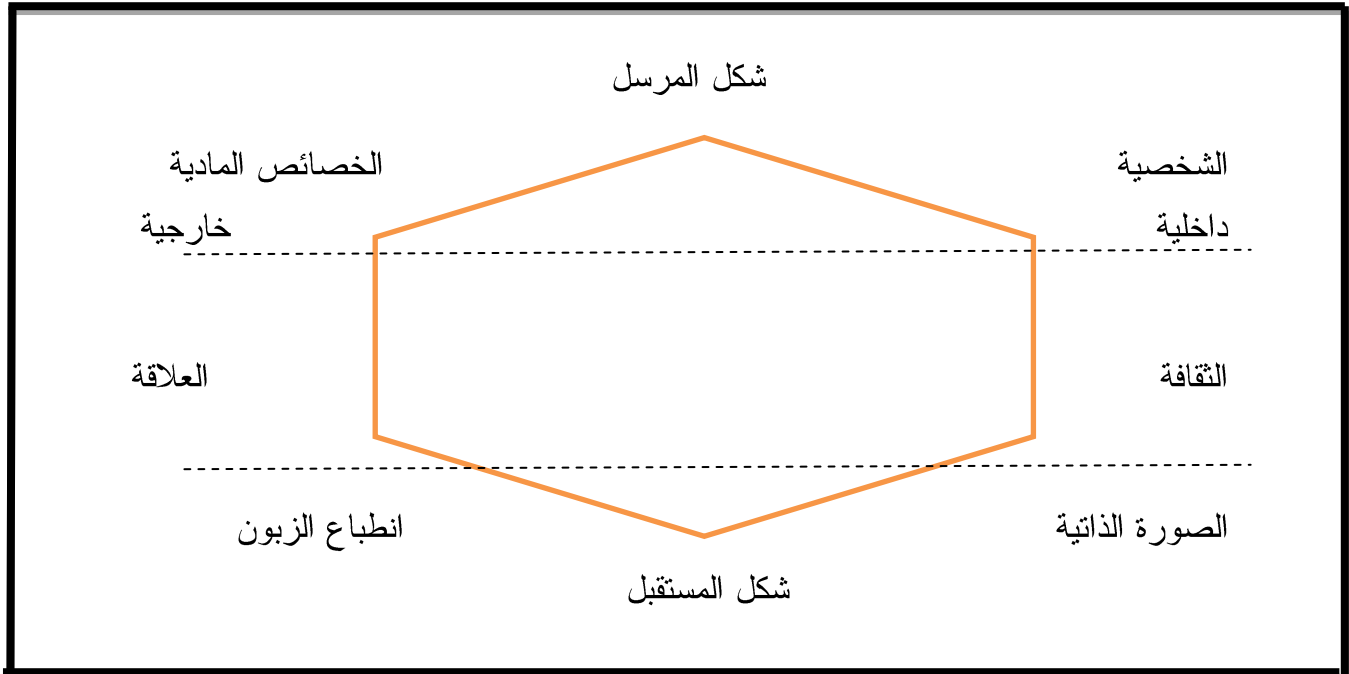 شكل المرسل
الشخصية
الخصائص المادية
داخلية
خارجية
الثقافة
العلاقة
الصورة الذاتية
انطباع الزبون
شكل المستقبل